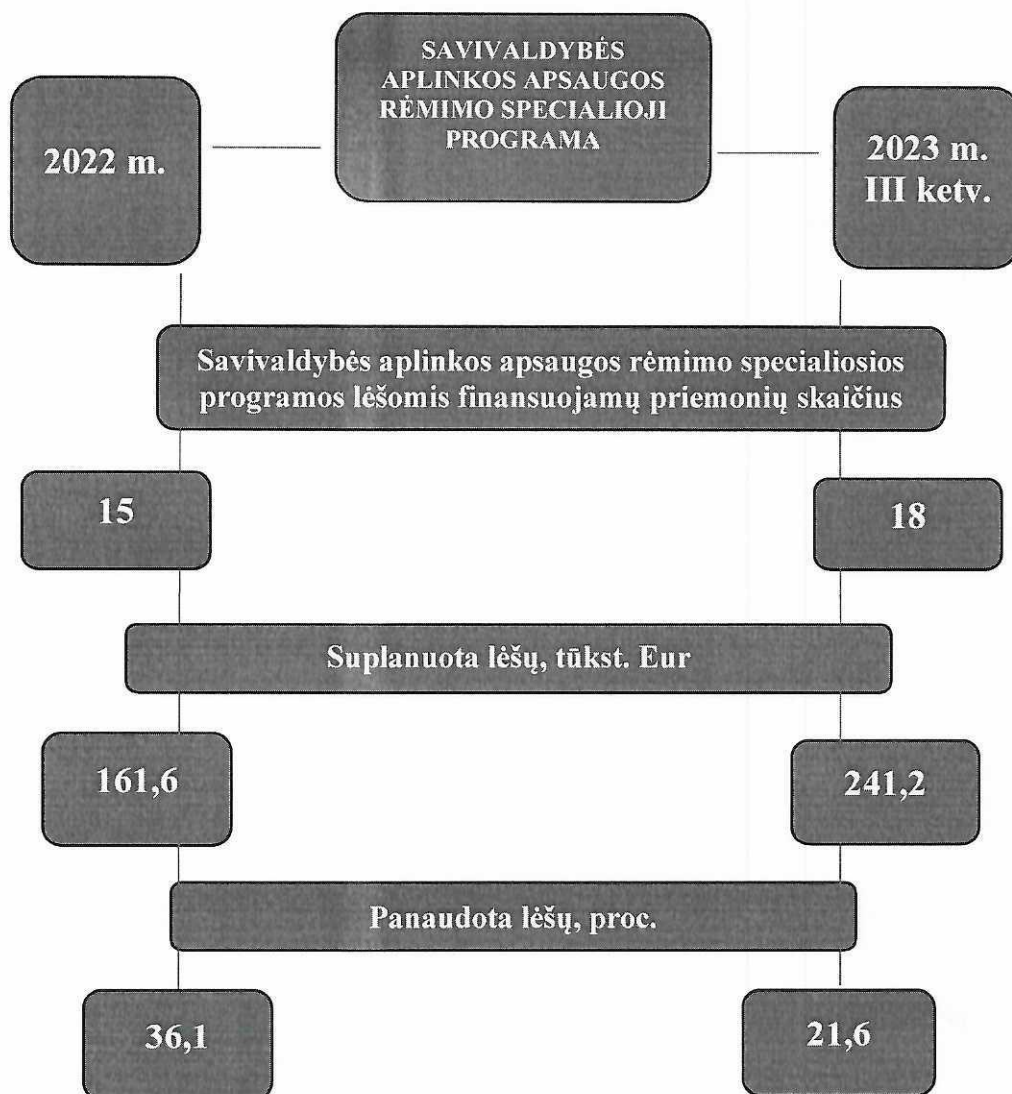 SAVIVALDYBĖS
APLINKOS APSAUGOS
RĖMIMO SPECIALIOJI
PROGRAMA
2022 m.
2023 m.
III ketv.
Savivaldybės aplinkos apsaugos rėmimo specialiosios
programos lėšomis finansuojamų priemonių skaičius
15
18
Suplanuota lėšų, tūkst. Eur
161,6
241,2
Panaudota lėšų, proc.
36,1
21,6